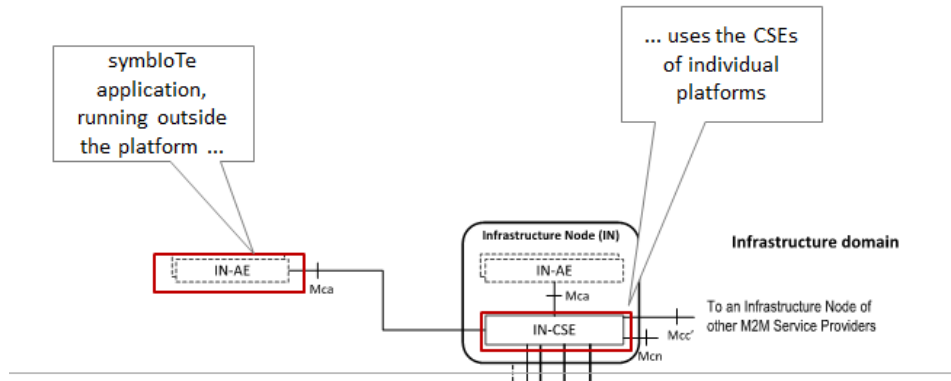 symbIoTe
application,
running outside
the platform ...
... uses the CSEs
of individual
platforms
Infrastructure Node (IN)
Infrastructure domain
IN-AE
IN-AE
Mca
Mca
To an Infrastructure Node of
other M2M Service Providers
IN-CSE
Mcc'
Mcn